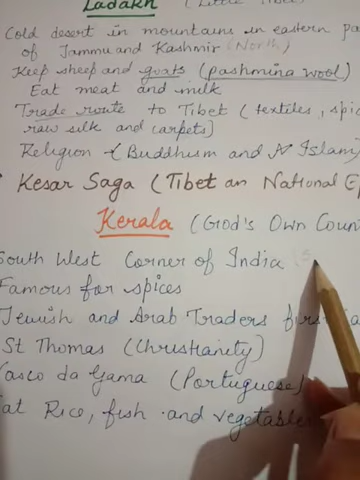 Ladakh (Little
Cold desert in mountains in eastern pa
of Jammu and Kashmir (North)
Keep sheep and goats (pashmina wool)
Eat meat and milk
Trade route to Tibet (textiles, spic
raw silk and carpets)
Religion - (Buddhism and Islam
Kesar Saga (Tibetan National Ep
Kerala (God's Own Coun
South West Corner of India
Famous for spices
Jewish and Arab Traders first
St Thomas (Christianity)
Vasco da Gama (Portuguese)
Eat Rice, fish and vegetables